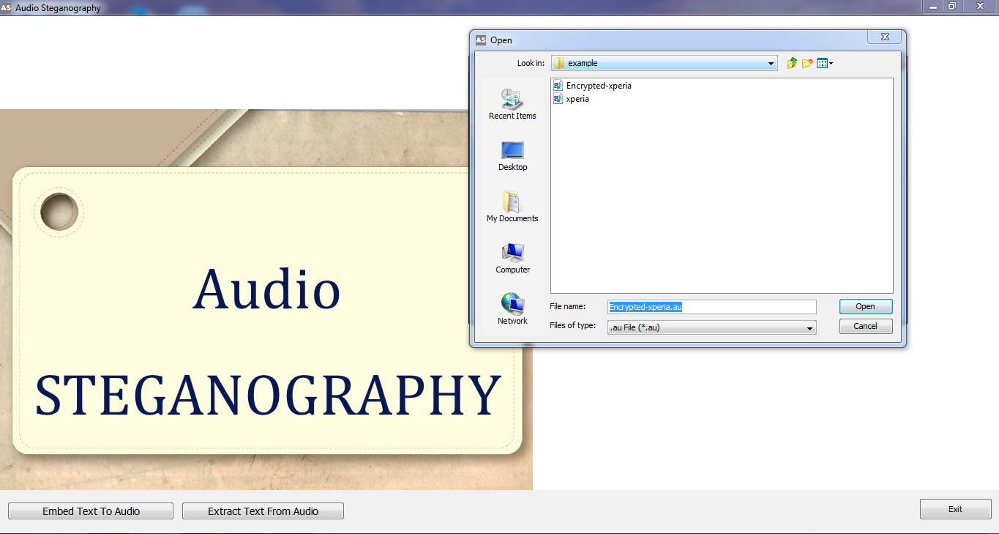 AS Audio Steganography
AS Open
Look in: example
Encrypted-xperia
xperia
Recent Items
Desktop
My Documents
Computer
Network
File name: Encrypted-xperia.au Open
Files of type: .au File (*.au) Cancel
Audio
STEGANOGRAPHY
Embed Text To Audio Extract Text From Audio Exit